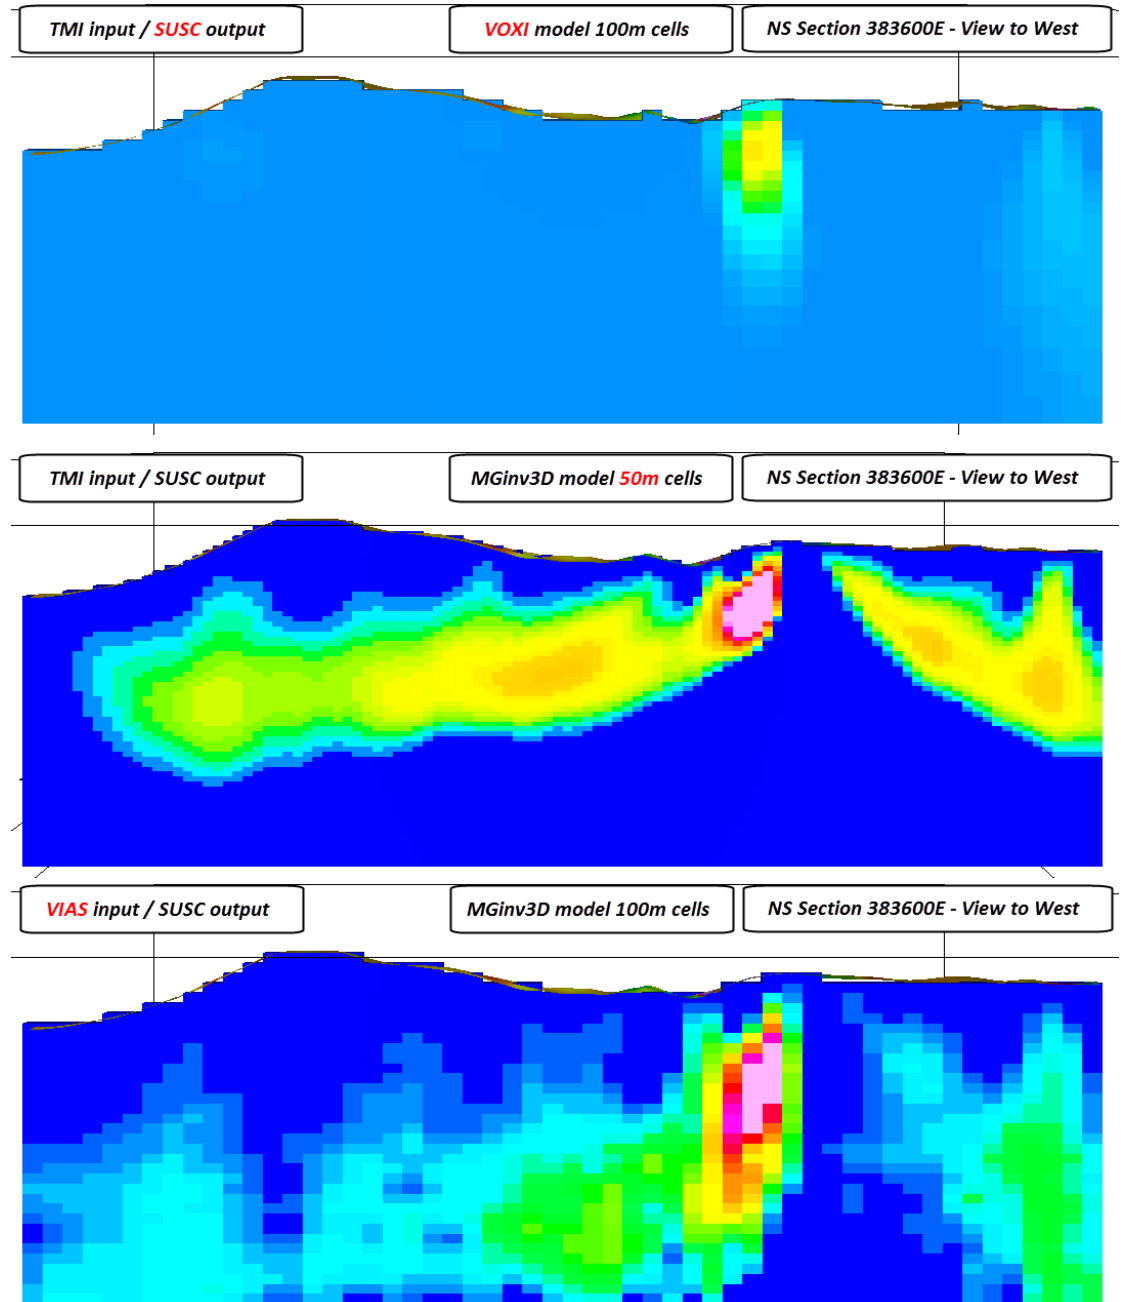 TMI input / SUSC output
VOXI model 100m cells
NS Section 383600E - View to West
TMI input / SUSC output
MGinv3D model 50m cells
NS Section 383600E - View to West
VIAS input / SUSC output
MGinv3D model 100m cells
NS Section 383600E - View to West